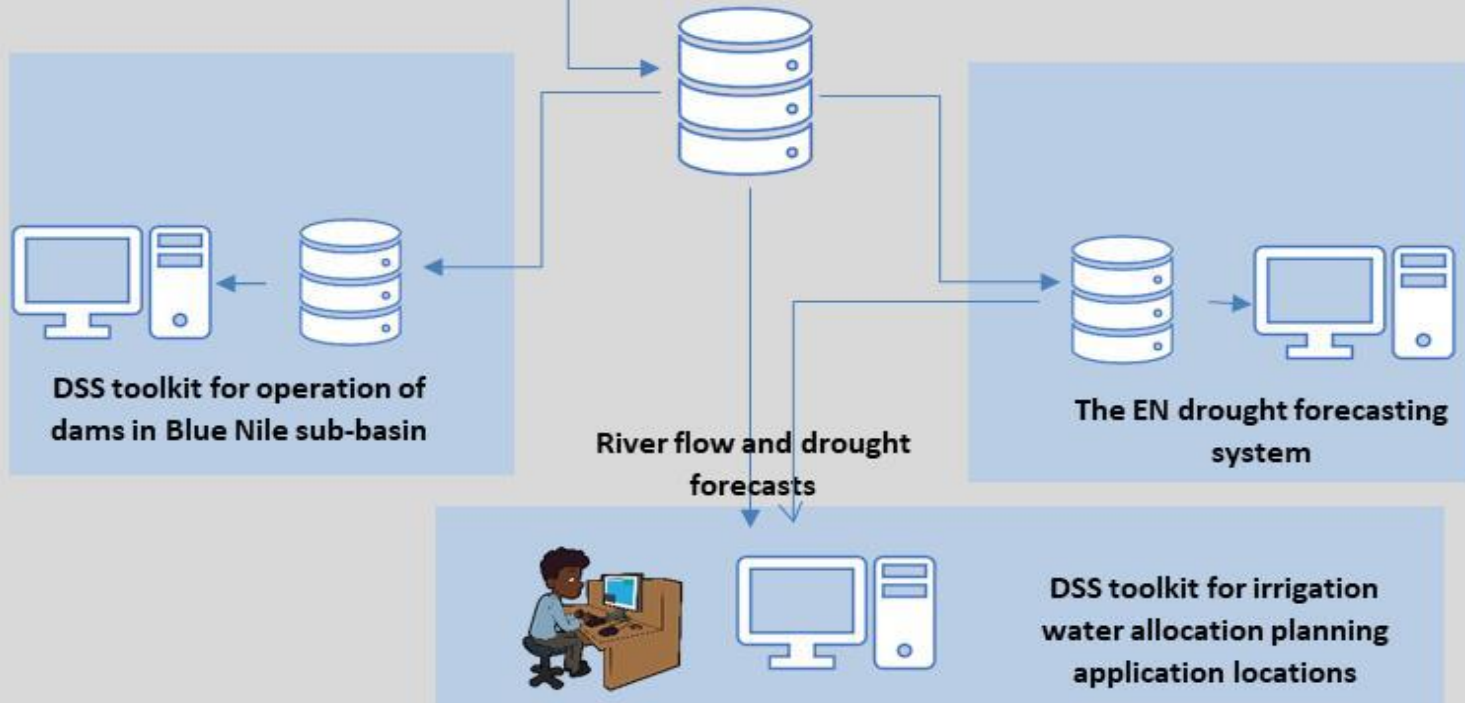 DSS toolkit for operation of
dams in Blue Nile sub-basin
River flow and drought
forecasts
The EN drought forecasting
system
DSS toolkit for irrigation
water allocation planning
application locations